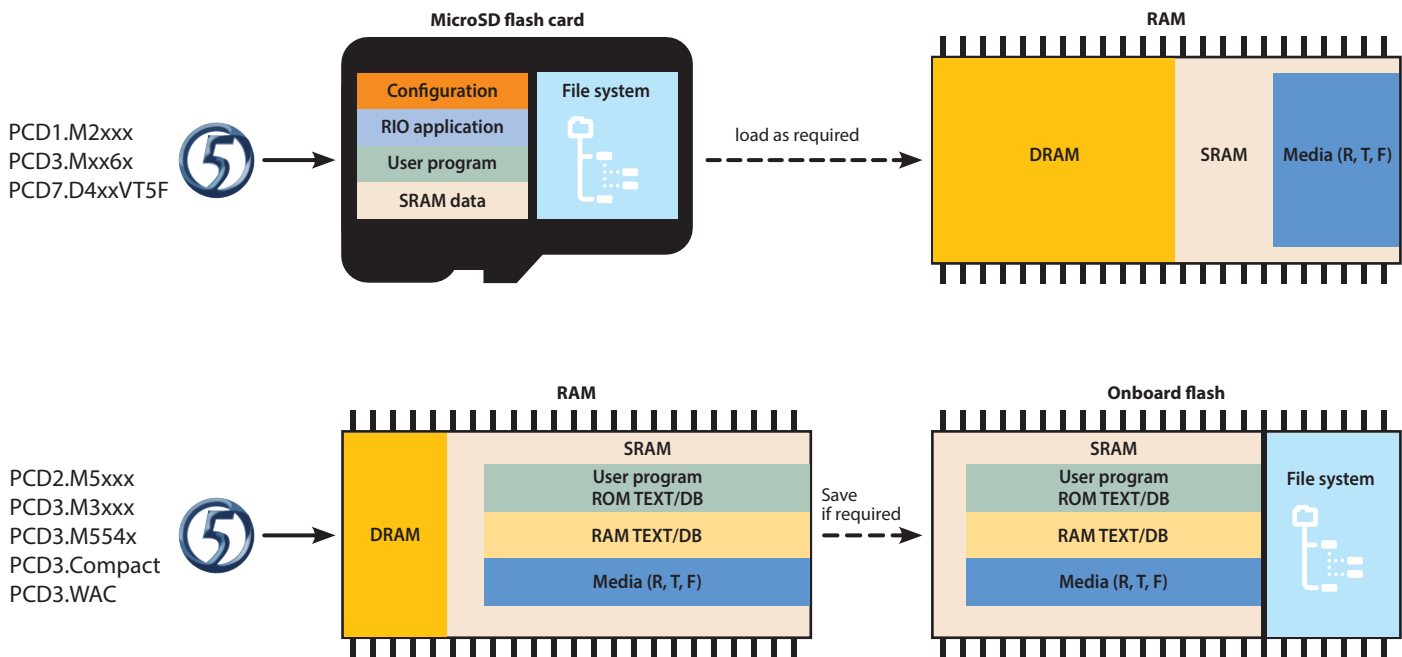 MicroSD flash card
RAM
PCD1.M2xxx
PCD3.Mxx6x
PCD7.D4xxVT5F
5
Configuration
RIO application
User program
SRAM data
File system
load as required
DRAM
SRAM
Media (R, T, F)
RAM
Onboard flash
PCD2.M5xxx
PCD3.M3xxx
PCD3.M554x
PCD3.Compact
PCD3.WAC
5
DRAM
SRAM
User program
ROM TEXT/DB
RAM TEXT/DB
Media (R, T, F)
Save
if required
SRAM
User program
ROM TEXT/DB
RAM TEXT/DB
Media (R, T, F)
File system